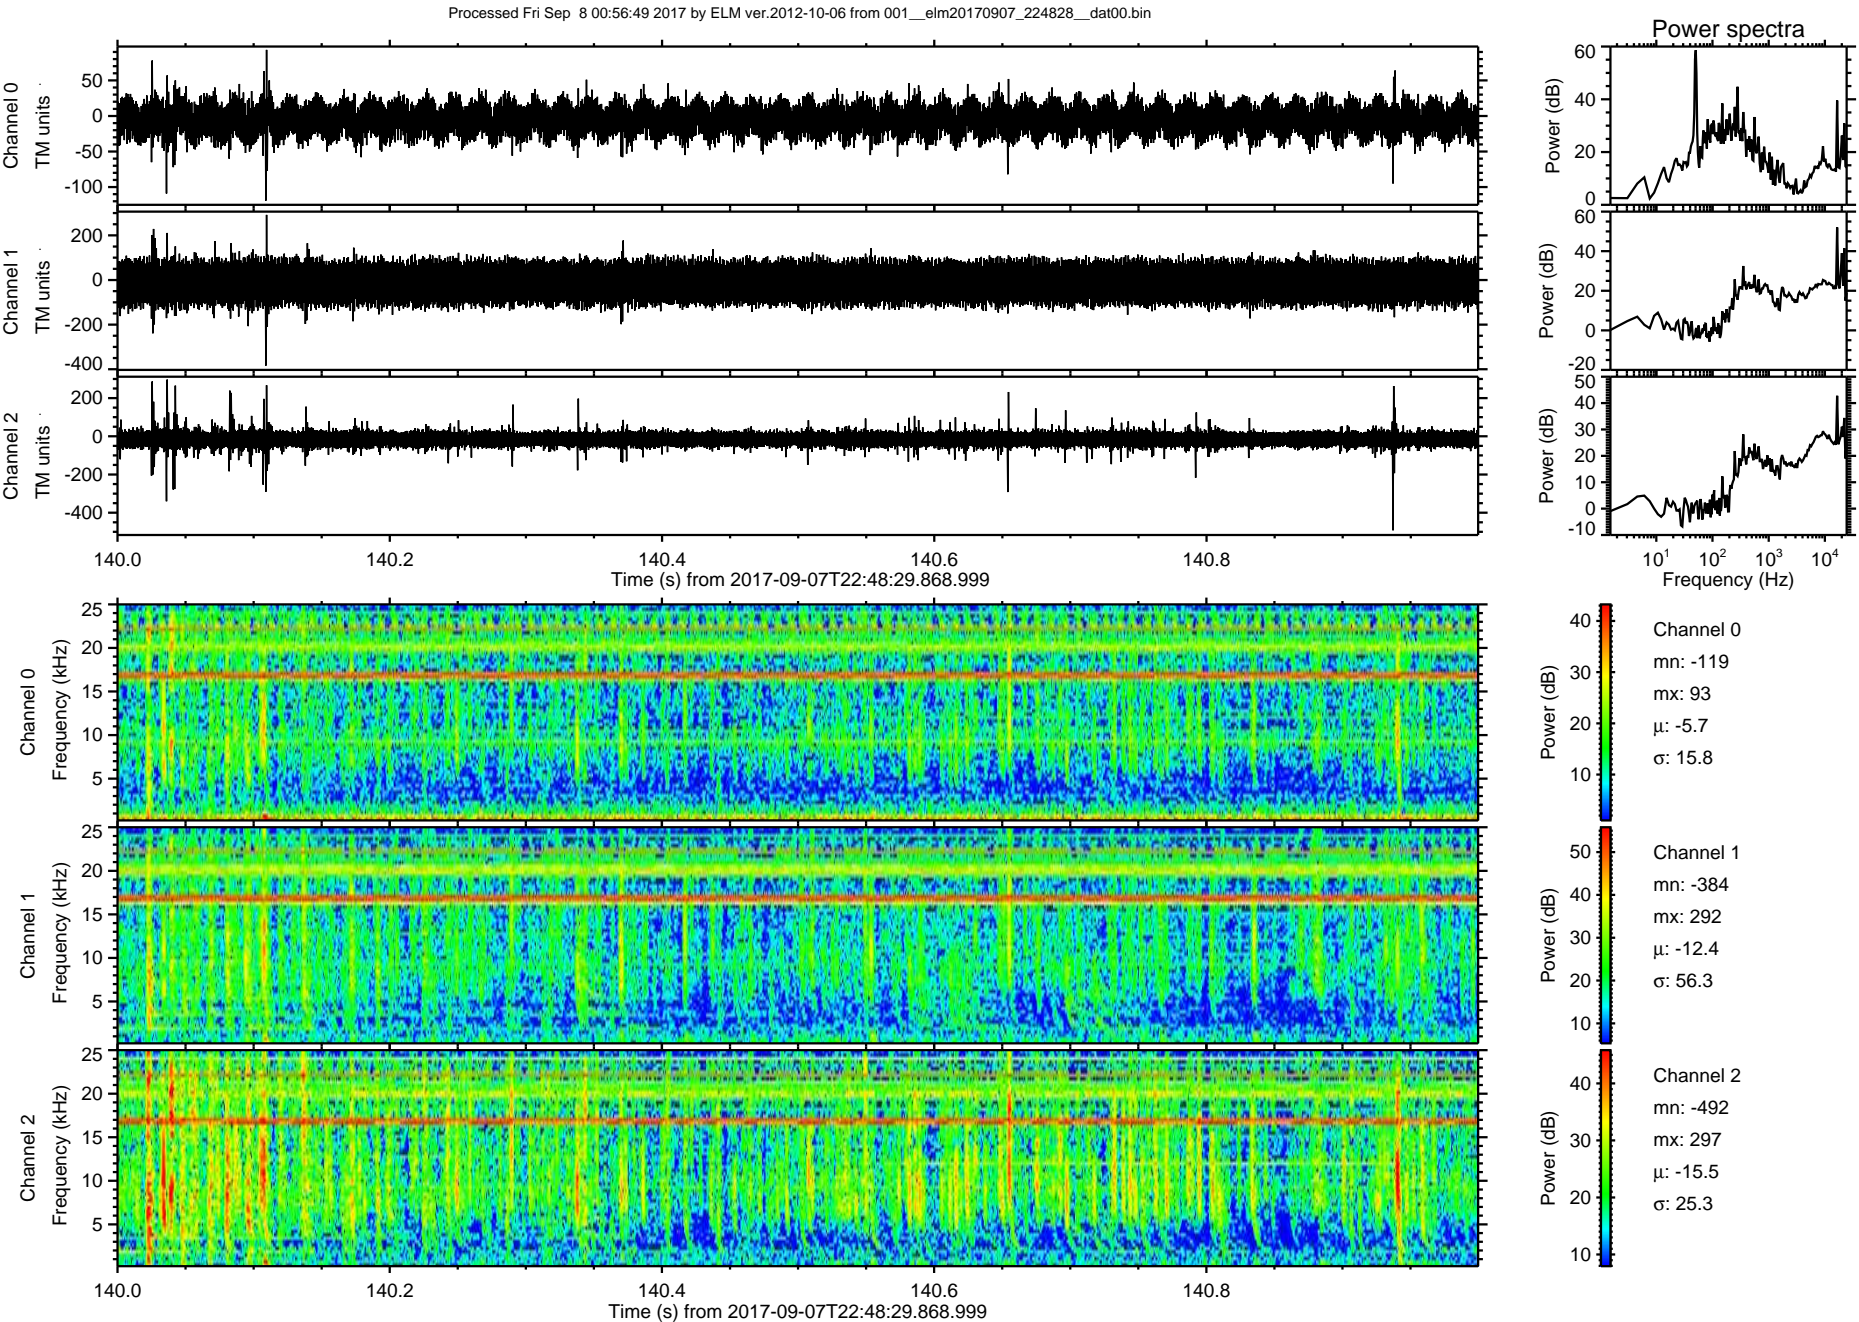 Processed Fri Sep  8 00:56:49 2017 by ELM ver.2012-10-06 from 001__elm20170907_224828__dat00.bin
Power spectra
Channel 0
TM units
50
0
-50
-100
Power (dB)
60
40
20
0
Channel 1
TM units
200
0
-200
-400
Power (dB)
60
40
20
0
-20
Channel 2
TM units
200
0
-200
-400
Power (dB)
50
40
30
20
10
0
-10
140.0 140.2 140.4 140.6 140.8
Time (s) from 2017-09-07T22:48:29.868.999
10^1 10^2 10^3 10^4
Frequency (Hz)
Channel 0
Frequency (kHz)
25
20
15
10
5
Power (dB)
40
30
20
10
Channel 0
mn: -119
mx: 93
μ: -5.7
σ: 15.8
Channel 1
Frequency (kHz)
25
20
15
10
5
Power (dB)
50
40
30
20
10
Channel 1
mn: -384
mx: 292
μ: -12.4
σ: 56.3
Channel 2
Frequency (kHz)
25
20
15
10
5
Power (dB)
40
30
20
10
Channel 2
mn: -492
mx: 297
μ: -15.5
σ: 25.3
140.0 140.2 140.4 140.6 140.8
Time (s) from 2017-09-07T22:48:29.868.999